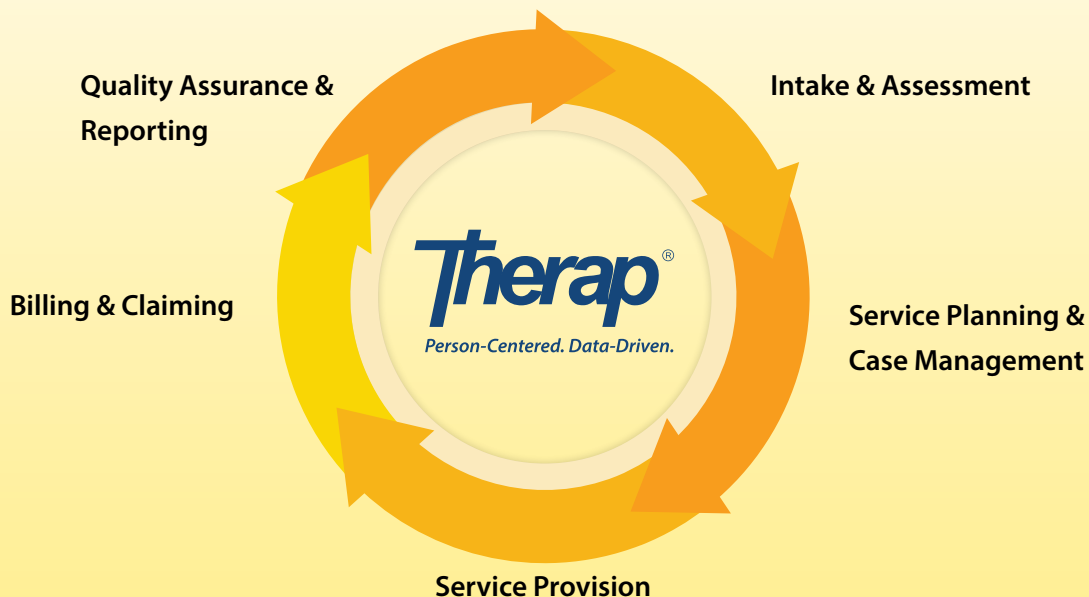 Quality Assurance &
Reporting
Intake & Assessment
Therap®
Person-Centered. Data-Driven.
Billing & Claiming
Service Planning &
Case Management
Service Provision